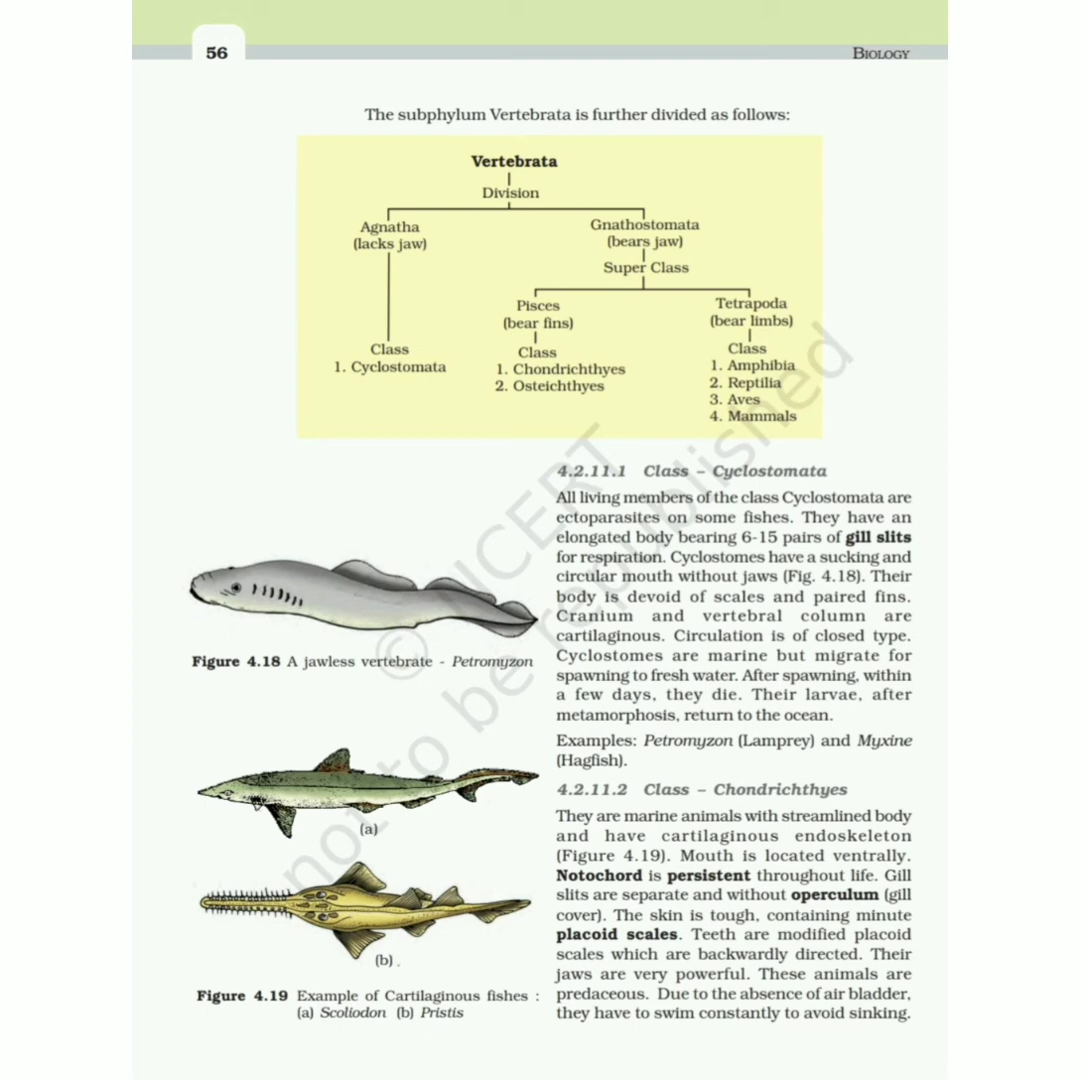 56
BIOLOGY
The subphylum Vertebrata is further divided as follows:
Vertebrata
Division
Agnatha
(lacks jaw)
Gnathostomata
(bears jaw)
Super Class
Pisces
(bear fins)
Tetrapoda
(bear limbs)
Class
1. Cyclostomata
Class
1. Chondrichthyes
2. Osteichthyes
Class
1. Amphibia
2. Reptilia
3. Aves
4. Mammals
4.2.11.1 Class – Cyclostomata
All living members of the class Cyclostomata are
ectoparasites on some fishes. They have an
elongated body bearing 6-15 pairs of gill slits
for respiration. Cyclostomes have a sucking and
circular mouth without jaws (Fig. 4.18). Their
body is devoid of scales and paired fins.
Cranium and vertebral column are
cartilaginous. Circulation is of closed type.
Cyclostomes are marine but migrate for
spawning to fresh water. After spawning, within
a few days, they die. Their larvae, after
metamorphosis, return to the ocean.
Examples: Petromyzon (Lamprey) and Myxine
(Hagfish).
Figure 4.18 A jawless vertebrate - Petromyzon
4.2.11.2 Class – Chondrichthyes
They are marine animals with streamlined body
and have cartilaginous endoskeleton
(Figure 4.19). Mouth is located ventrally.
Notochord is persistent throughout life. Gill
slits are separate and without operculum (gill
cover). The skin is tough, containing minute
placoid scales. Teeth are modified placoid
scales which are backwardly directed. Their
jaws are very powerful. These animals are
predaceous. Due to the absence of air bladder,
they have to swim constantly to avoid sinking.
(a)
(b) .
Figure 4.19 Example of Cartilaginous fishes :
(a) Scoliodon (b) Pristis
© NCERT
not to be republished